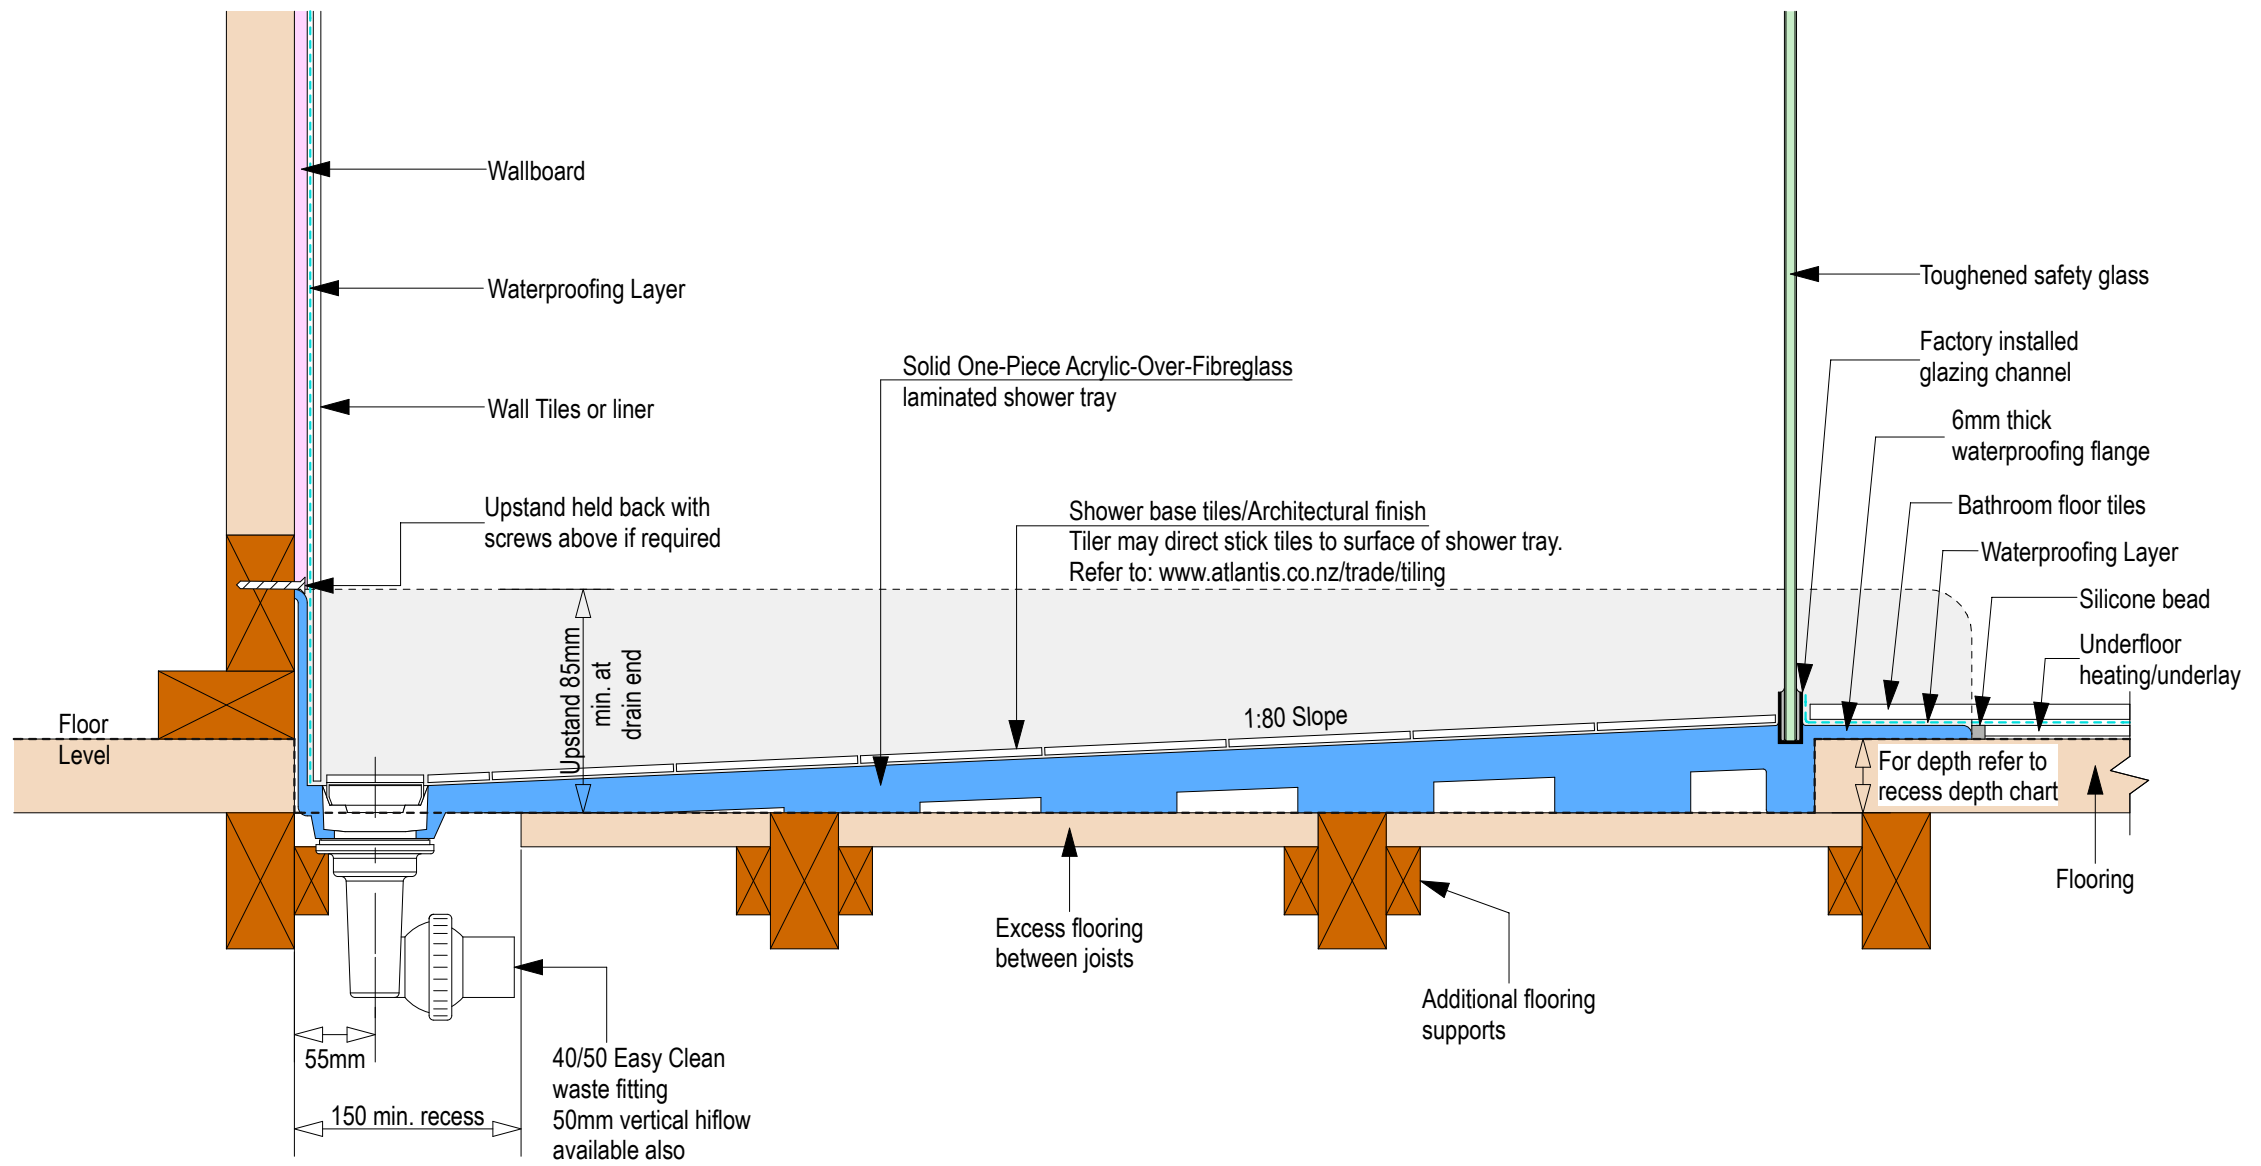 Wallboard
Waterproofing Layer
Wall Tiles or liner
Upstand held back with
screws above if required
Solid One-Piece Acrylic-Over-Fibreglass
laminated shower tray
Shower base tiles/Architectural finish
Tiler may direct stick tiles to surface of shower tray.
Refer to: www.atlantis.co.nz/trade/tiling
Toughened safety glass
Factory installed
glazing channel
6mm thick
waterproofing flange
Bathroom floor tiles
Waterproofing Layer
Silicone bead
Underfloor
heating/underlay
Upstand 85mm
min. at
drain end
1:80 Slope
Floor
Level
For depth refer to
recess depth chart
Flooring
Excess flooring
between joists
Additional flooring
supports
55mm
150 min. recess
40/50 Easy Clean
waste fitting
50mm vertical hiflow
available also